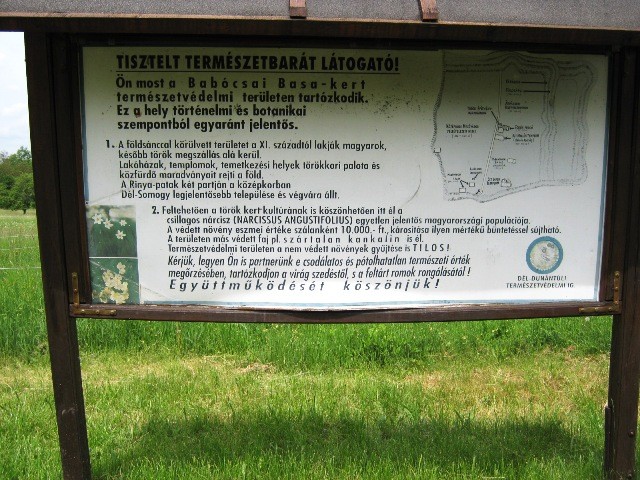 TISZTELT TERMÉSZETBARÁT LÁTOGATÓ!
Ön most a Babócsai Basa-kert
természetvédelmi területen tartózkodik.
Ez a hely történelmi és botanikai
szempontból egyaránt jelentős.
1. A földsánccal körülvett területet a XI. századtól lakják magyarok,
később török megszállás alá kerül.
Lakóházak, templomok, temetkezési helyek törökkori palota és
közfürdő maradványait rejti a föld.
A Rinya-patak két partján a középkorban
Dél-Somogy legjelentősebb települése és végvára állt.
2. Feltehetően a török kert-kultúrának is köszönhetően itt él a
csillagos nárcisz (NARCISSUS ANGUSTIFOLIUS) egyetlen jelentős magyarországi populációja.
A védett növény eszmei értéke szálanként 10.000.- ft., károsítása ilyen mértékű büntetéssel sújtható.
A területen más védett faj pl. szártalan kankalin is él.
Természetvédelmi területen a nem védett növények gyűjtése is TILOS!
Kérjük, legyen Ön is partnerünk e csodálatos és pótolhatatlan természeti érték
megőrzésében, tartózkodjon a virág szedéstől, s a feltárt romok rongálásától!
Együttműködését köszönjük!
DÉL-DUNÁNTÚLI
TERMÉSZETVÉDELMI IG.